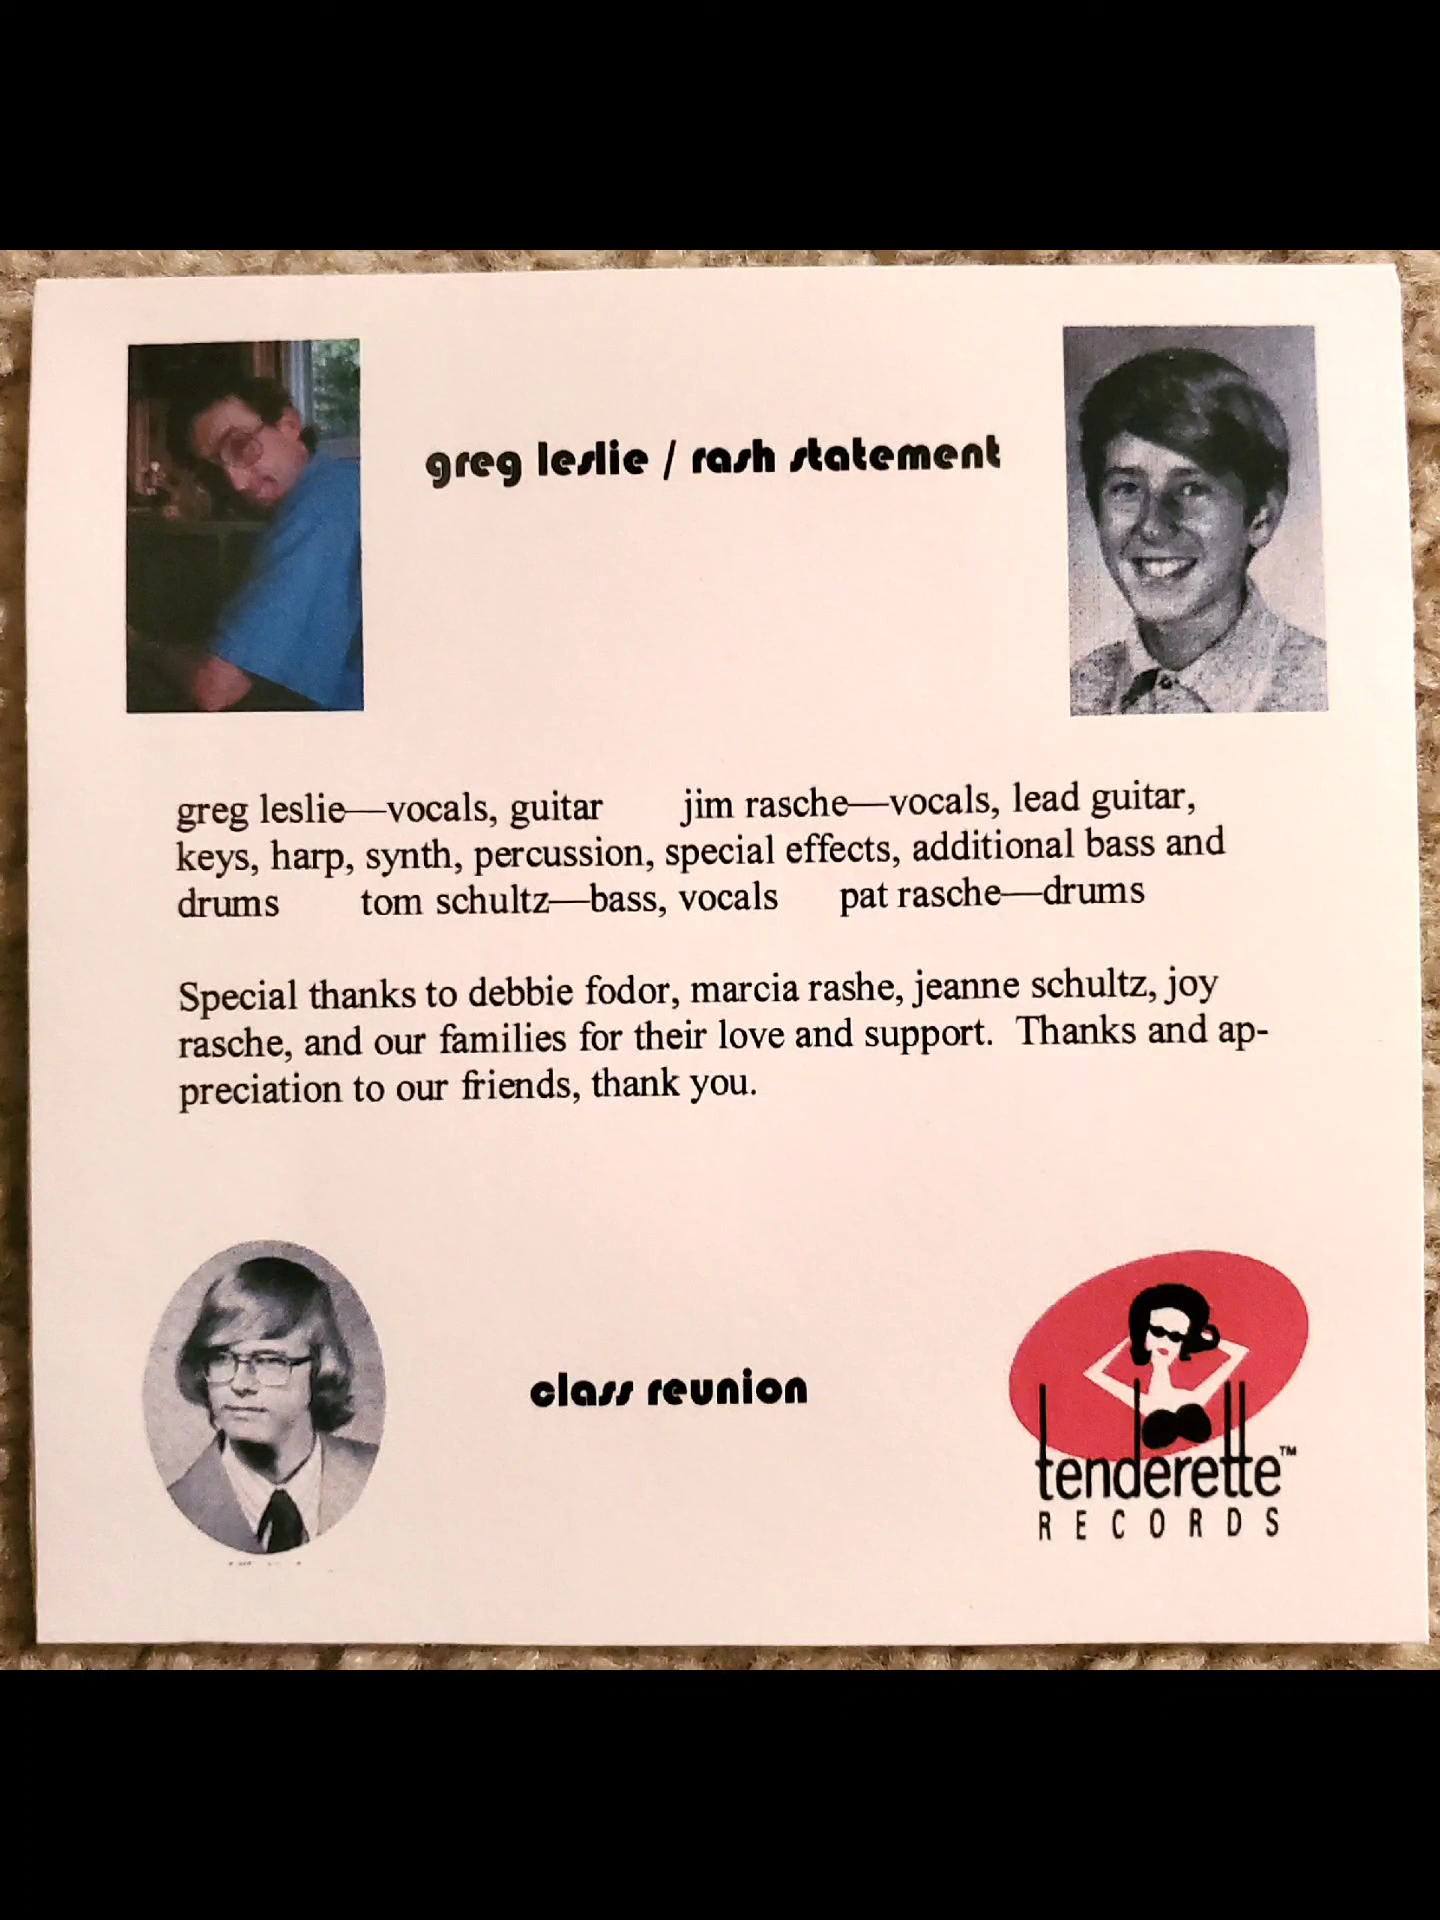 greg leslie / rash statement
greg leslie—vocals, guitar jim rasche—vocals, lead guitar,
keys, harp, synth, percussion, special effects, additional bass and
drums tom schultz—bass, vocals pat rasche—drums
Special thanks to debbie fodor, marcia rashe, jeanne schultz, joy
rasche, and our families for their love and support. Thanks and ap-
preciation to our friends, thank you.
class reunion
tenderette™
RECORDS